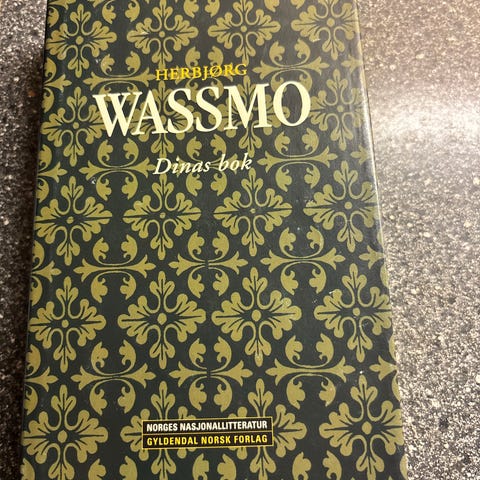 HERBJØRG
WASSMO
Dinas bok
NORGES NASJONALLITTERATUR
GYLDENDAL NORSK FORLAG